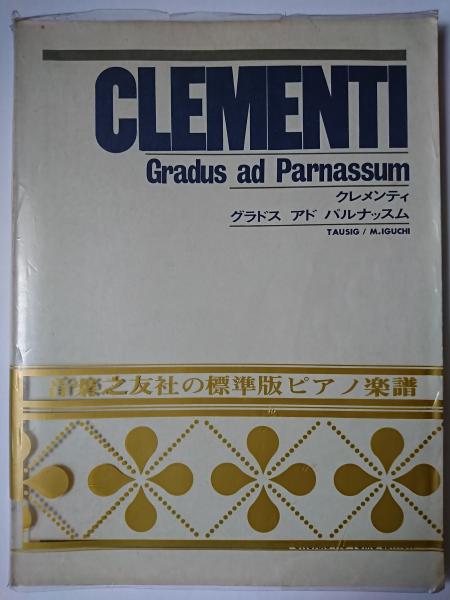 CLEMENTI
Gradus ad Parnassum
クレメンティ
グラドス アド パルナッスム
TAUSIG / M.IGUCHI
音楽之友社の標準版ピアノ楽譜